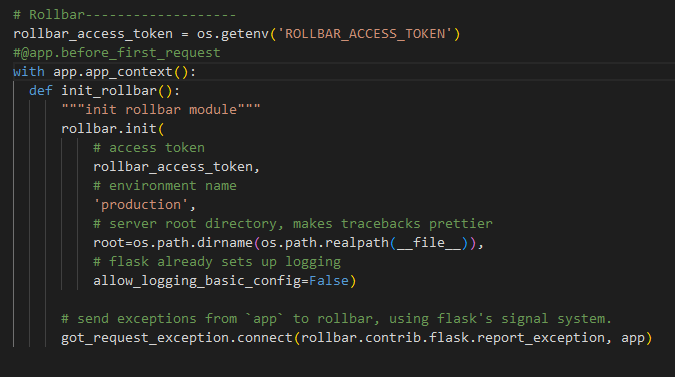 # Rollbar-------------------
rollbar_access_token = os.getenv('ROLLBAR_ACCESS_TOKEN')
#@app.before_first_request
with app.app_context():
  def init_rollbar():
      """init rollbar module"""
      rollbar.init(
          # access token
          rollbar_access_token,
          # environment name
          'production',
          # server root directory, makes tracebacks prettier
          root=os.path.dirname(os.path.realpath(__file__)),
          # flask already sets up logging
          allow_logging_basic_config=False)
      # send exceptions from `app` to rollbar, using flask's signal system.
      got_request_exception.connect(rollbar.contrib.flask.report_exception, app)